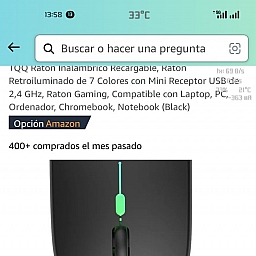 13:58
33°C
Buscar o hacer una pregunta
TQQ Ratón Inalámbrico Recargable, Ratón
Retroiluminado de 7 Colores con Mini Receptor USB de
2,4 GHz, Raton Gaming, Compatible con Laptop, PC,
Ordenador, Chromebook, Notebook (Black)
Opción Amazon
400+ comprados el mes pasado